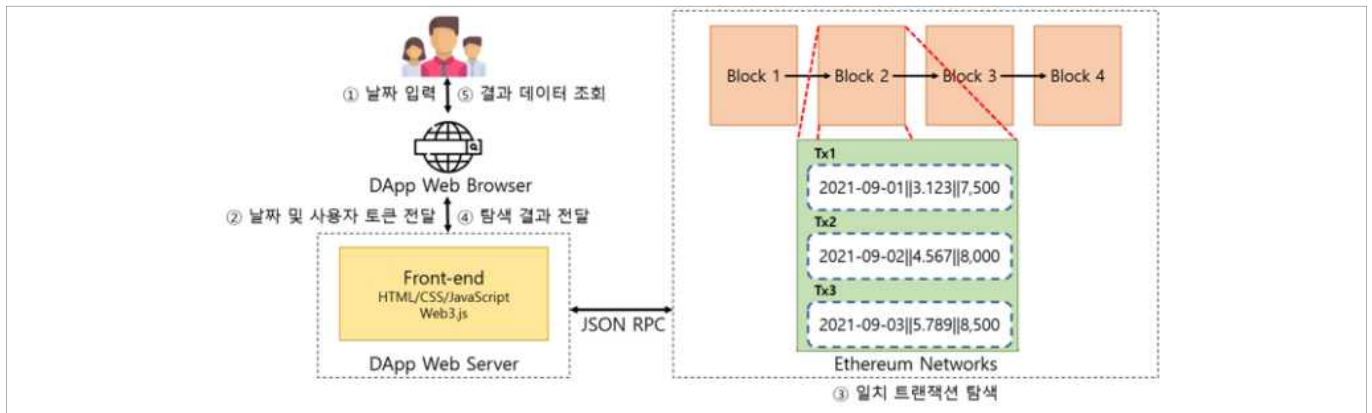 ① 날짜 입력 ⑤ 결과 데이터 조회
DApp Web Browser
② 날짜 및 사용자 토큰 전달 ④ 탐색 결과 전달
Front-end
HTML/CSS/JavaScript
Web3.js
DApp Web Server
JSON RPC
Block 1
Block 2
Block 3
Block 4
Tx1
2021-09-01||3.123||7,500
Tx2
2021-09-02||4.567||8,000
Tx3
2021-09-03||5.789||8,500
Ethereum Networks
③ 일치 트랜잭션 탐색